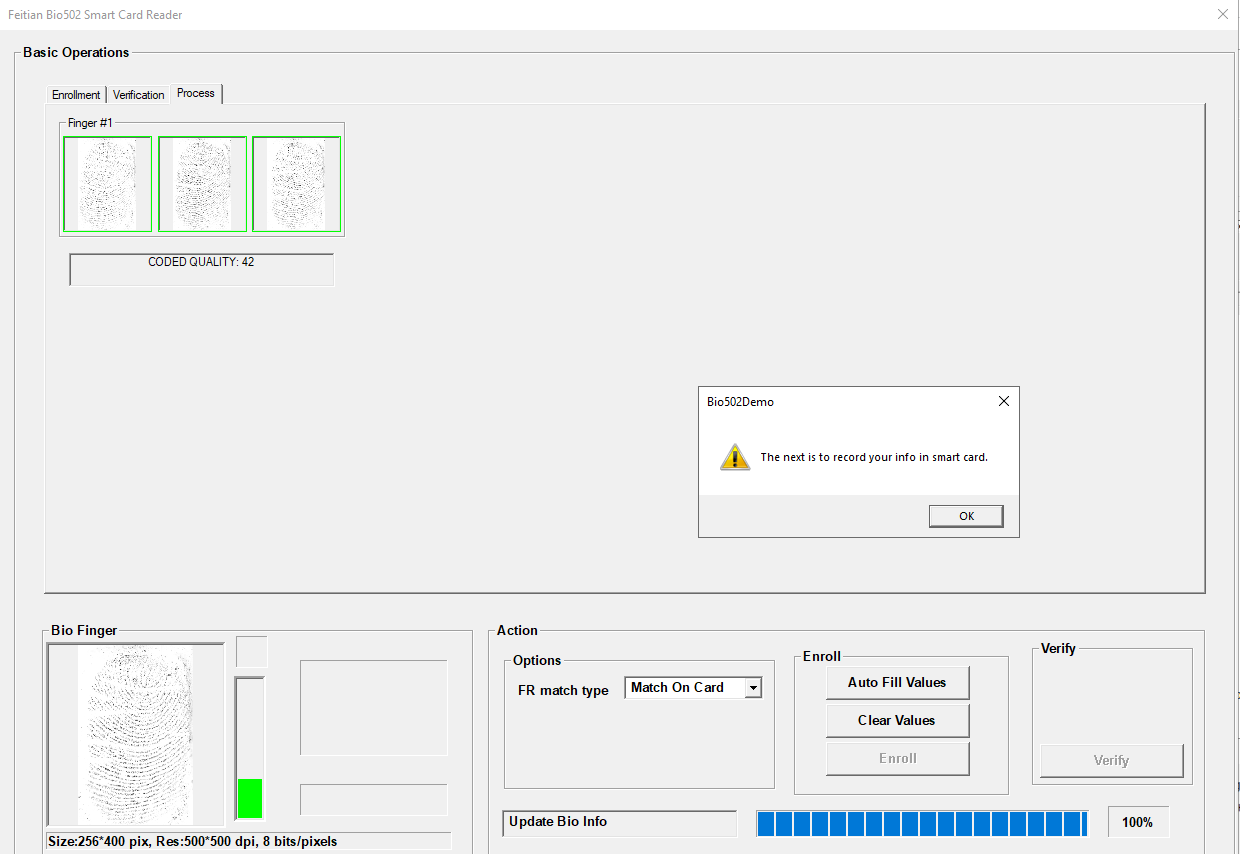 Feitian Bio502 Smart Card Reader
Basic Operations
Enrollment
Verification
Process
Finger #1
CODED QUALITY: 42
Bio502Demo
The next is to record your info in smart card.
OK
Bio Finger
Size:256*400 pix, Res:500*500 dpi, 8 bits/pixels
Action
Options
FR match type
Match On Card
Enroll
Auto Fill Values
Clear Values
Enroll
Verify
Verify
Update Bio Info
100%